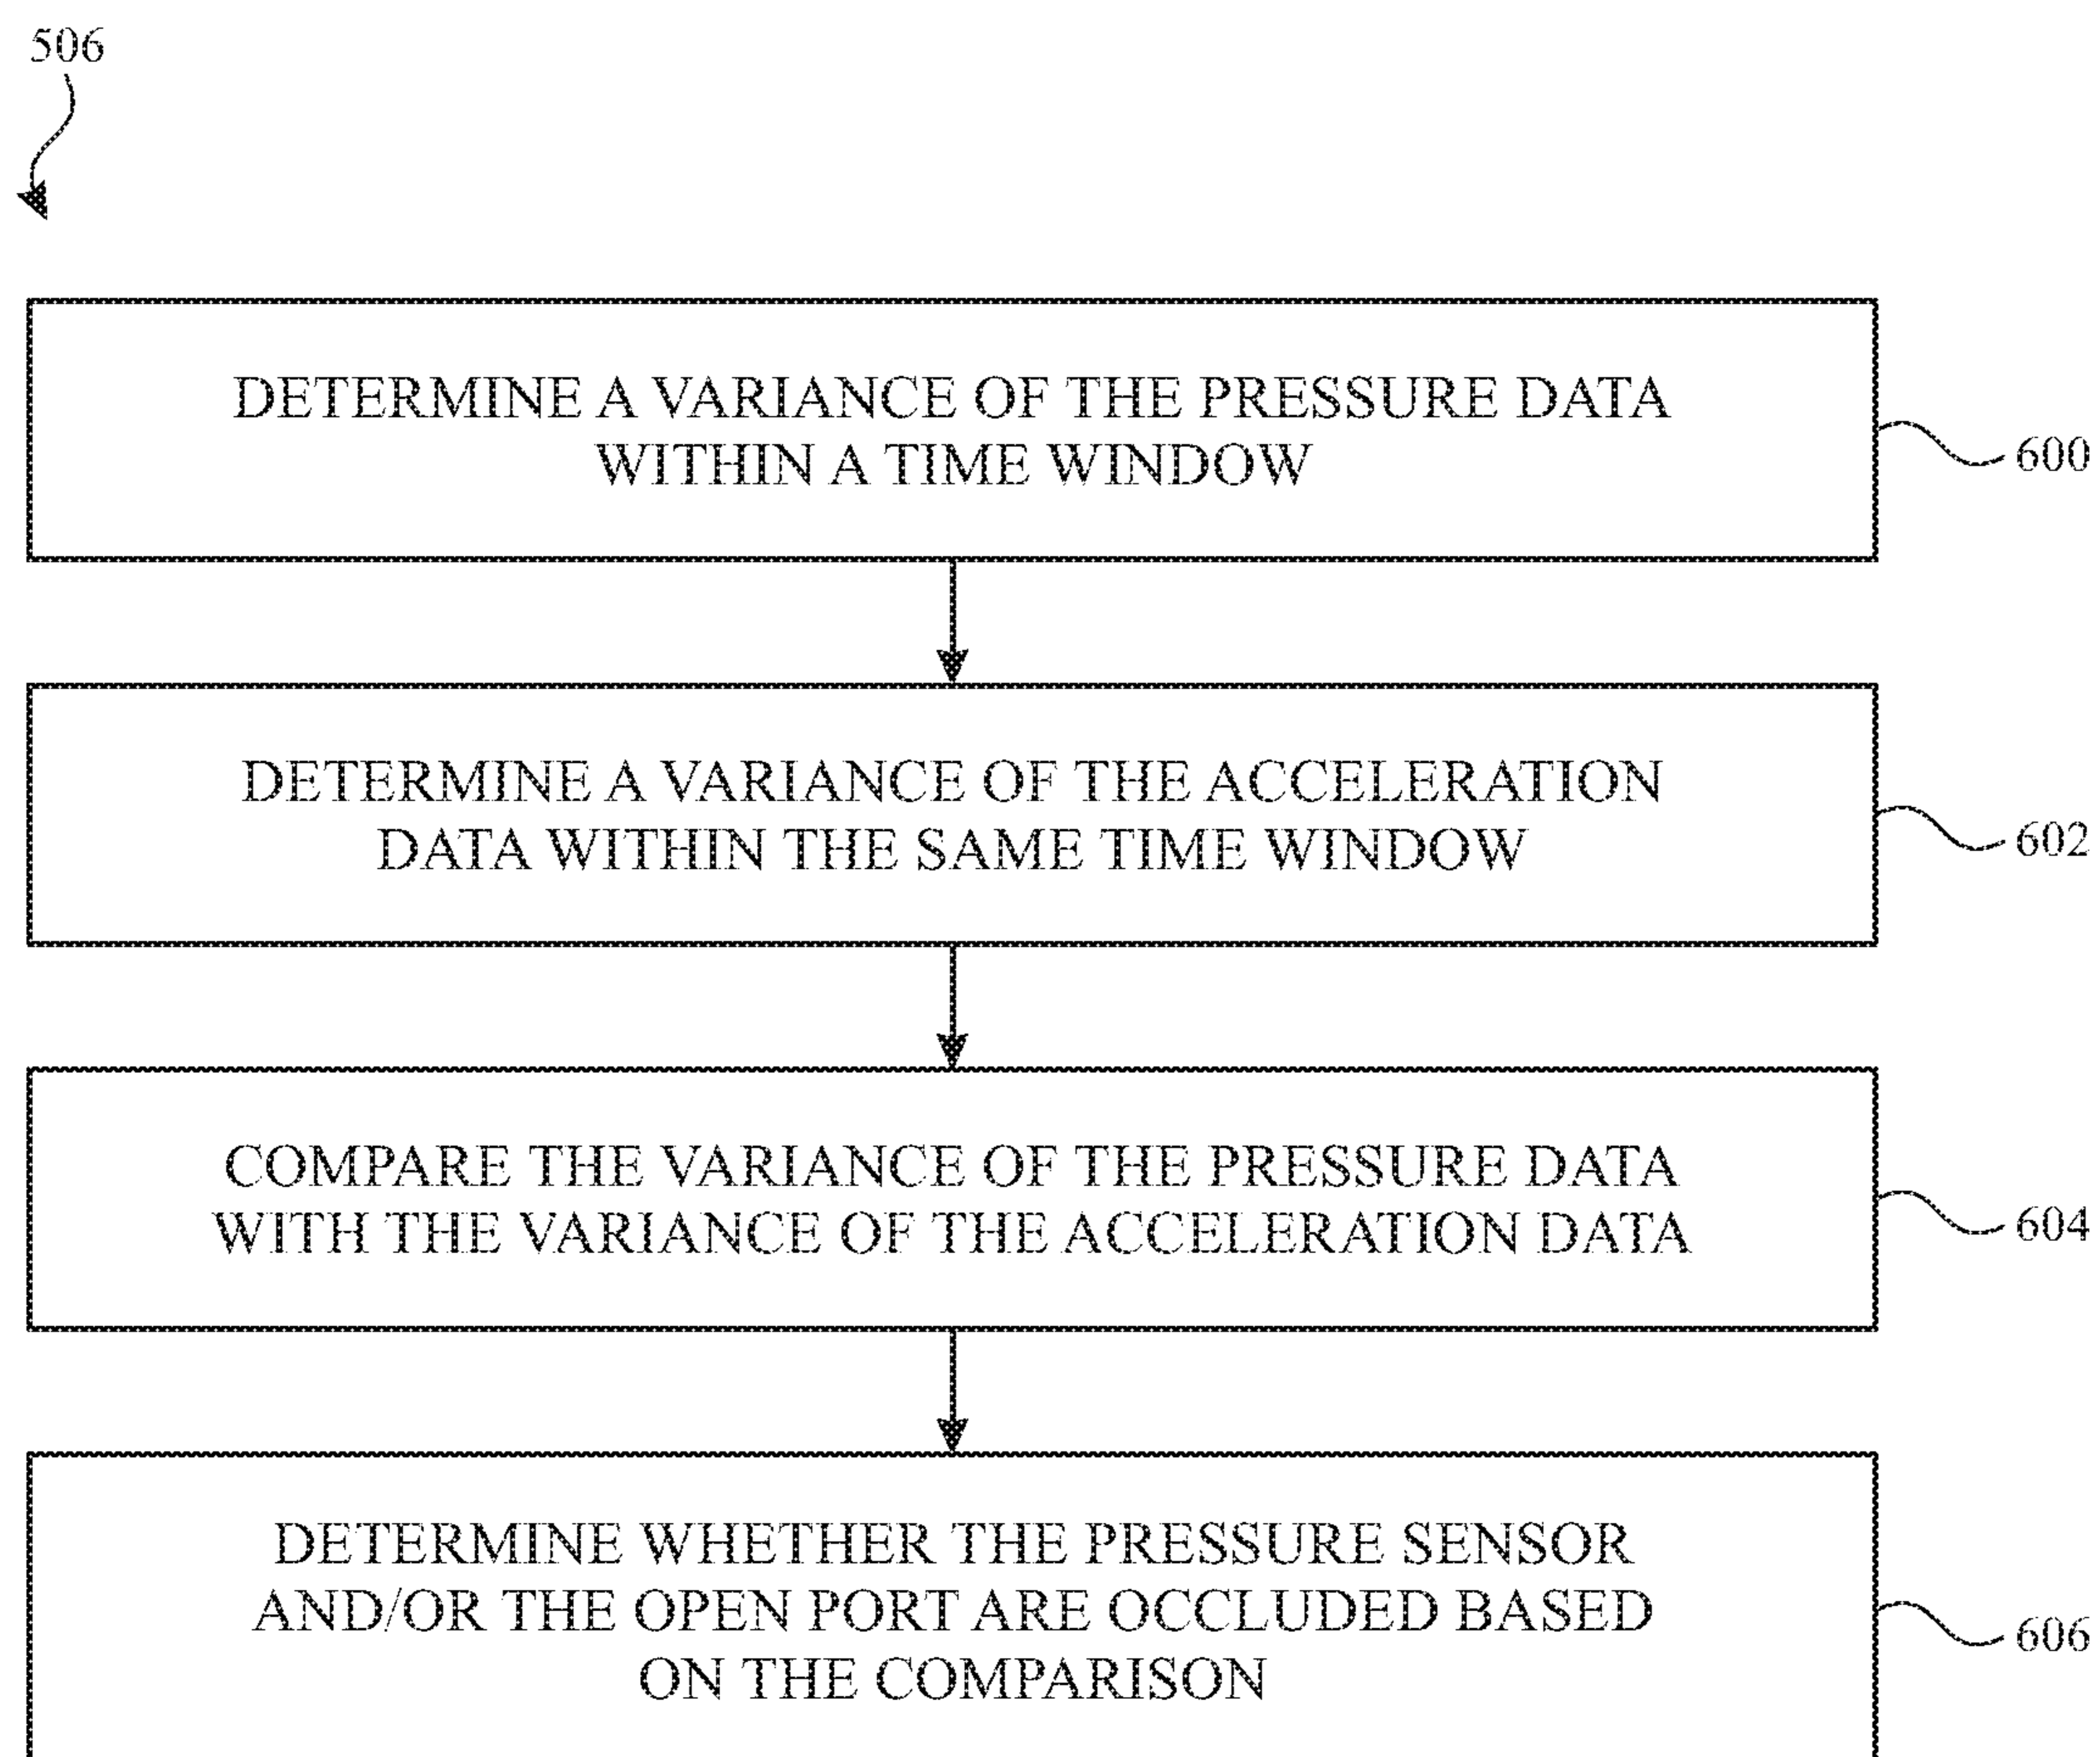 506
DETERMINE A VARIANCE OF THE PRESSURE DATA
WITHIN A TIME WINDOW
600
DETERMINE A VARIANCE OF THE ACCELERATION
DATA WITHIN THE SAME TIME WINDOW
602
COMPARE THE VARIANCE OF THE PRESSURE DATA
WITH THE VARIANCE OF THE ACCELERATION DATA
604
DETERMINE WHETHER THE PRESSURE SENSOR
AND/OR THE OPEN PORT ARE OCCLUDED BASED
ON THE COMPARISON
606